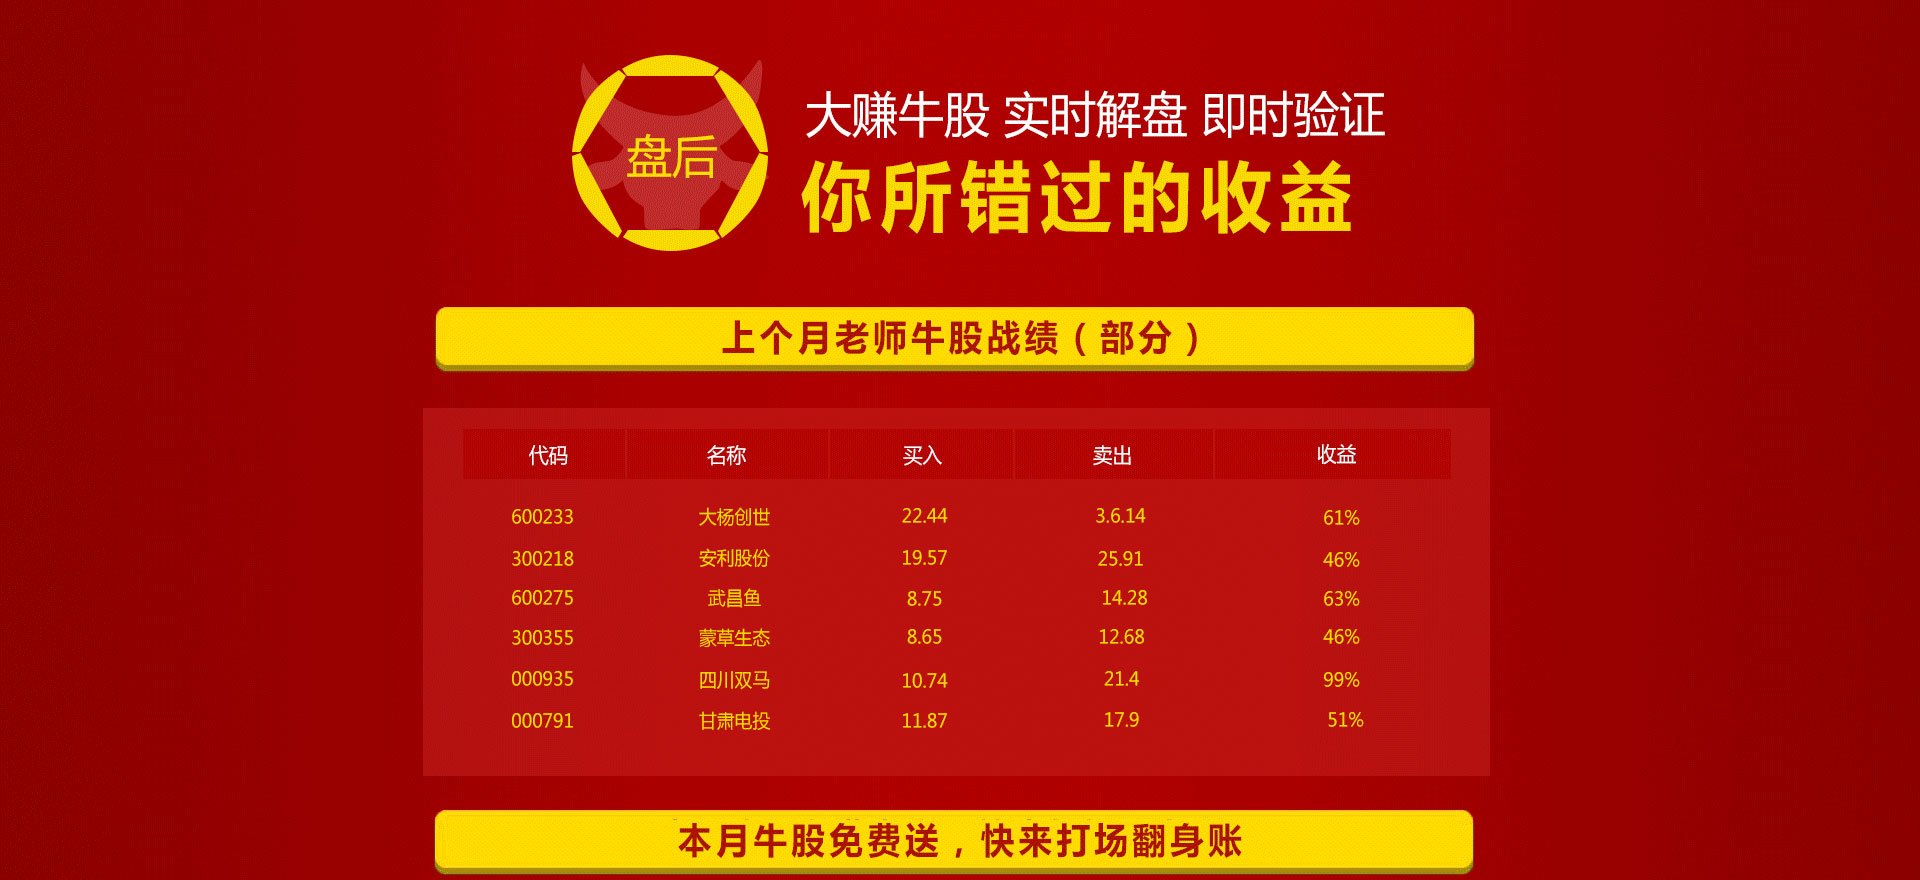 盘后
大赚牛股 实时解盘 即时验证
你所错过的收益
上个月老师牛股战绩（部分）
代码 名称 买入 卖出 收益
600233 大杨创世 22.44 3.6.14 61%
300218 安利股份 19.57 25.91 46%
600275 武昌鱼 8.75 14.28 63%
300355 蒙草生态 8.65 12.68 46%
000935 四川双马 10.74 21.4 99%
000791 甘肃电投 11.87 17.9 51%
本月牛股免费送，快来打场翻身账